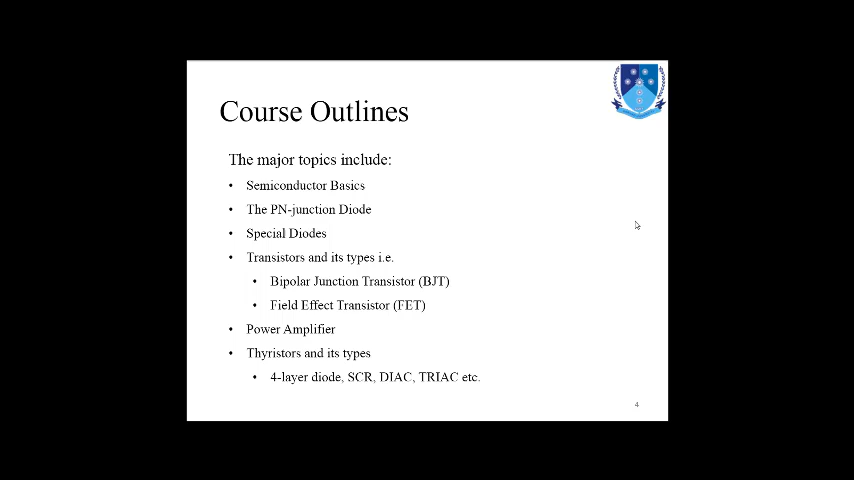 Course Outlines
The major topics include:
• Semiconductor Basics
• The PN-junction Diode
• Special Diodes
• Transistors and its types i.e.
• Bipolar Junction Transistor (BJT)
• Field Effect Transistor (FET)
• Power Amplifier
• Thyristors and its types
• 4-layer diode, SCR, DIAC, TRIAC etc.
4